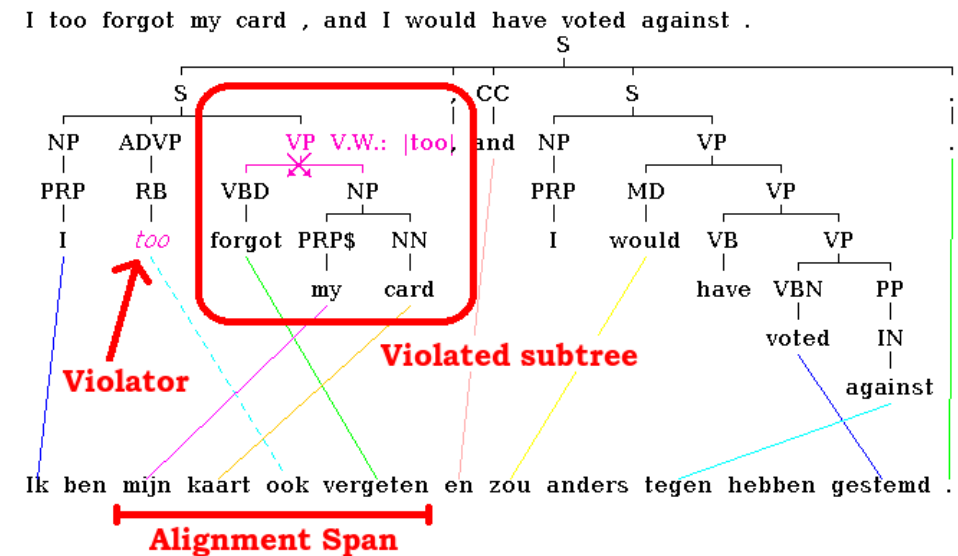 I too forgot my card , and I would have voted against .
S
S , CC S .
NP ADVP VP V.W.: |too| , and NP VP .
PRP RB VBD NP PRP MD VP
I too forgot PRP$ NN I would VB VP
my card have VBN PP
voted IN
Violated subtree
Violator
against
Ik ben mijn kaart ook vergeten en zou anders tegen hebben gestemd .
Alignment Span